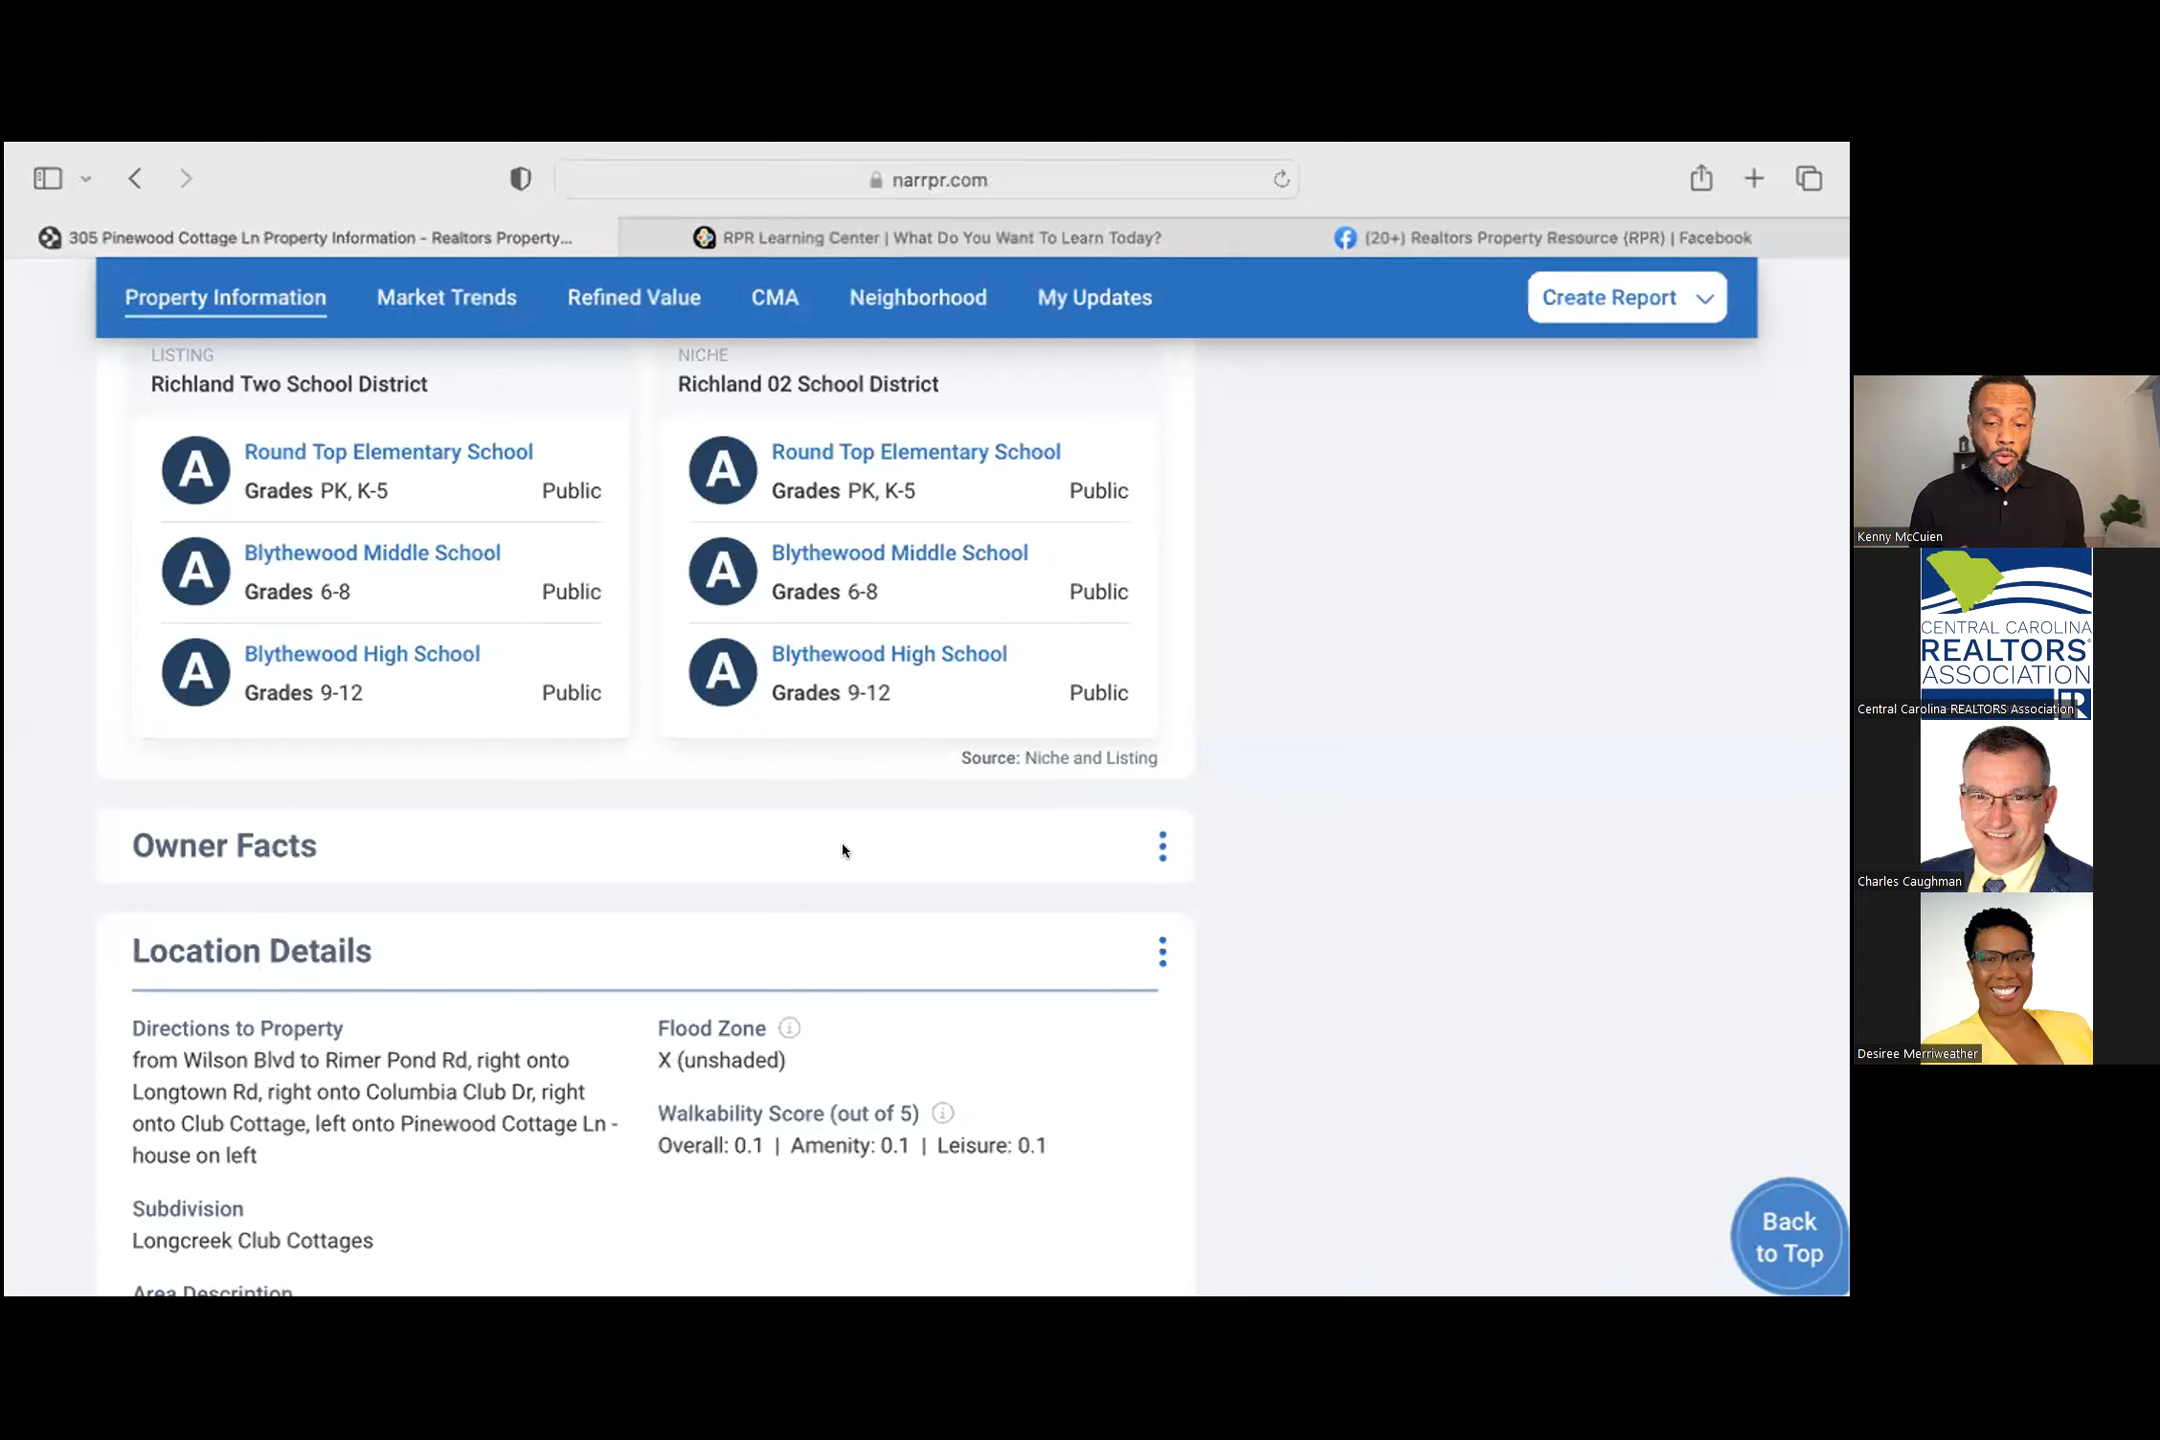 narrpr.com
305 Pinewood Cottage Ln Property Information - Realtors Property...
RPR Learning Center | What Do You Want To Learn Today?
(20+) Realtors Property Resource (RPR) | Facebook
Property Information
Market Trends
Refined Value
CMA
Neighborhood
My Updates
Create Report
LISTING
Richland Two School District
A
Round Top Elementary School
Grades PK, K-5
Public
A
Blythewood Middle School
Grades 6-8
Public
A
Blythewood High School
Grades 9-12
Public
NICHE
Richland 02 School District
A
Round Top Elementary School
Grades PK, K-5
Public
A
Blythewood Middle School
Grades 6-8
Public
A
Blythewood High School
Grades 9-12
Public
Source: Niche and Listing
Owner Facts
Location Details
Directions to Property
from Wilson Blvd to Rimer Pond Rd, right onto
Longtown Rd, right onto Columbia Club Dr, right
onto Club Cottage, left onto Pinewood Cottage Ln -
house on left
Subdivision
Longcreek Club Cottages
Area Description
Flood Zone
X (unshaded)
Walkability Score (out of 5)
Overall: 0.1 | Amenity: 0.1 | Leisure: 0.1
Back
to Top
Kenny McCuien
CENTRAL CAROLINA
REALTORS®
ASSOCIATION
Central Carolina REALTORS Association
Charles Caughman
Desiree Merriweather